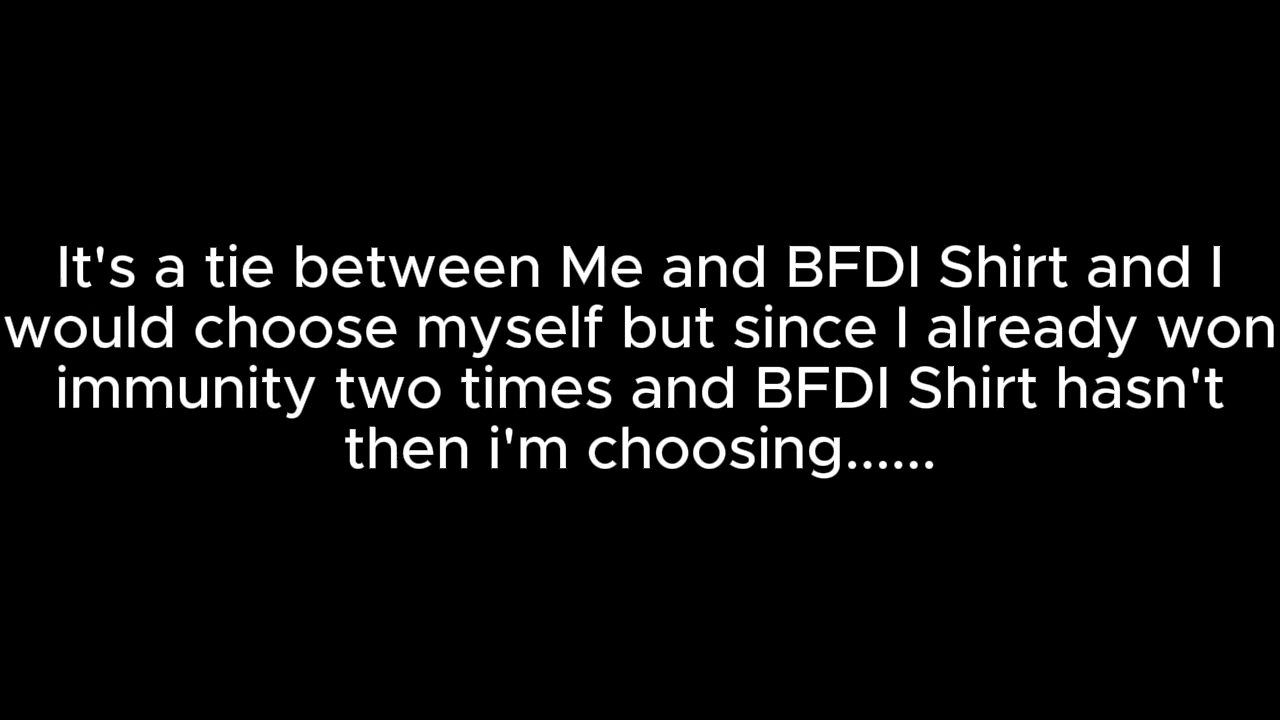 It's a tie between Me and BFDI Shirt and I
would choose myself but since I already won
immunity two times and BFDI Shirt hasn't
then i'm choosing......